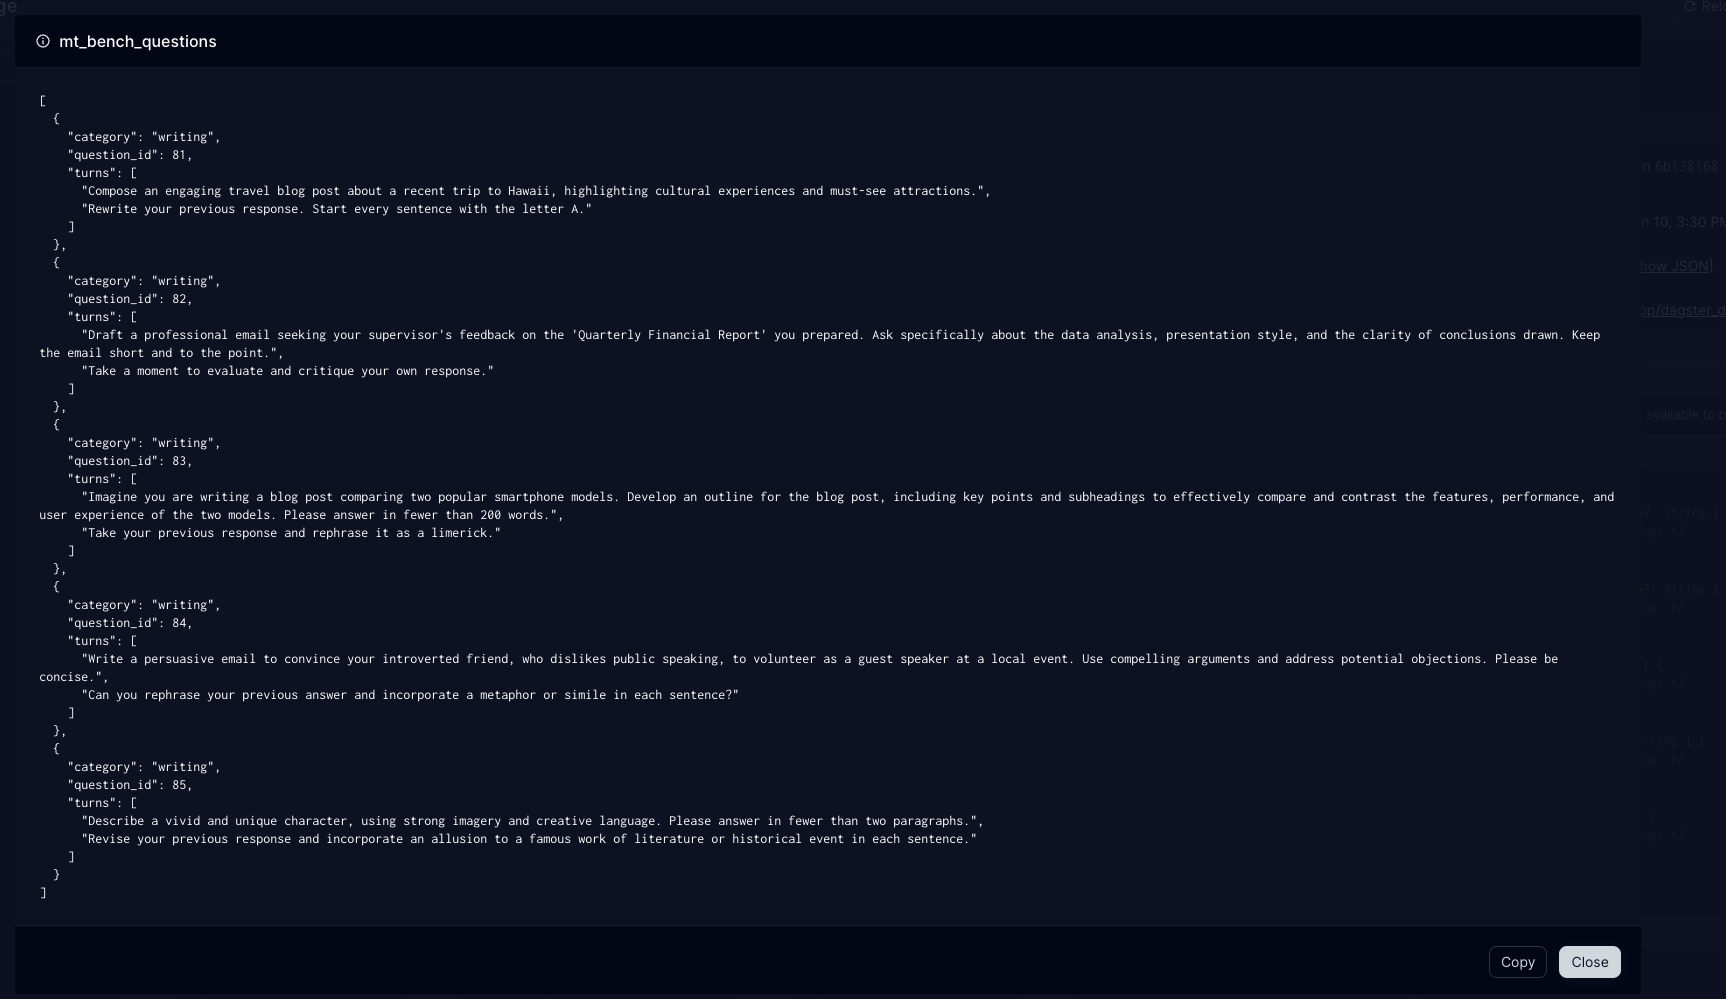 ge
Relo
mt_bench_questions
[
{
"category": "writing",
"question_id": 81,
"turns": [
"Compose an engaging travel blog post about a recent trip to Hawaii, highlighting cultural experiences and must-see attractions.",
"Rewrite your previous response. Start every sentence with the letter A."
]
},
{
"category": "writing",
"question_id": 82,
"turns": [
"Draft a professional email seeking your supervisor's feedback on the 'Quarterly Financial Report' you prepared. Ask specifically about the data analysis, presentation style, and the clarity of conclusions drawn. Keep
the email short and to the point.",
"Take a moment to evaluate and critique your own response."
]
},
{
"category": "writing",
"question_id": 83,
"turns": [
"Imagine you are writing a blog post comparing two popular smartphone models. Develop an outline for the blog post, including key points and subheadings to effectively compare and contrast the features, performance, and
user experience of the two models. Please answer in fewer than 200 words.",
"Take your previous response and rephrase it as a limerick."
]
},
{
"category": "writing",
"question_id": 84,
"turns": [
"Write a persuasive email to convince your introverted friend, who dislikes public speaking, to volunteer as a guest speaker at a local event. Use compelling arguments and address potential objections. Please be
concise.",
"Can you rephrase your previous answer and incorporate a metaphor or simile in each sentence?"
]
},
{
"category": "writing",
"question_id": 85,
"turns": [
"Describe a vivid and unique character, using strong imagery and creative language. Please answer in fewer than two paragraphs.",
"Revise your previous response and incorporate an allusion to a famous work of literature or historical event in each sentence."
]
}
]
n 6b138168
n 10, 3:30 PM
how JSON]
op/dagster_d
available to b
Copy
Close